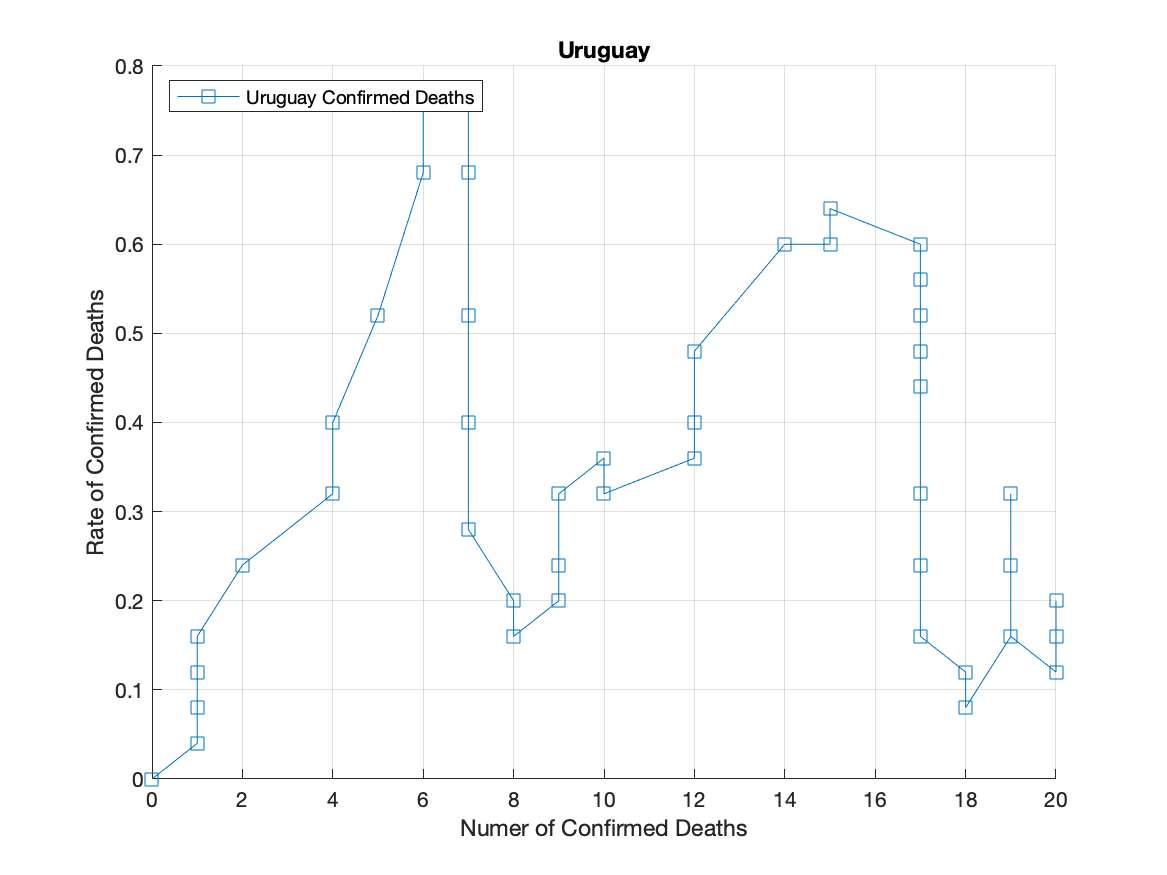 Uruguay
Uruguay Confirmed Deaths
0.8
0.7
0.6
0.5
0.4
0.3
0.2
0.1
0
Rate of Confirmed Deaths
0 2 4 6 8 10 12 14 16 18 20
Numer of Confirmed Deaths